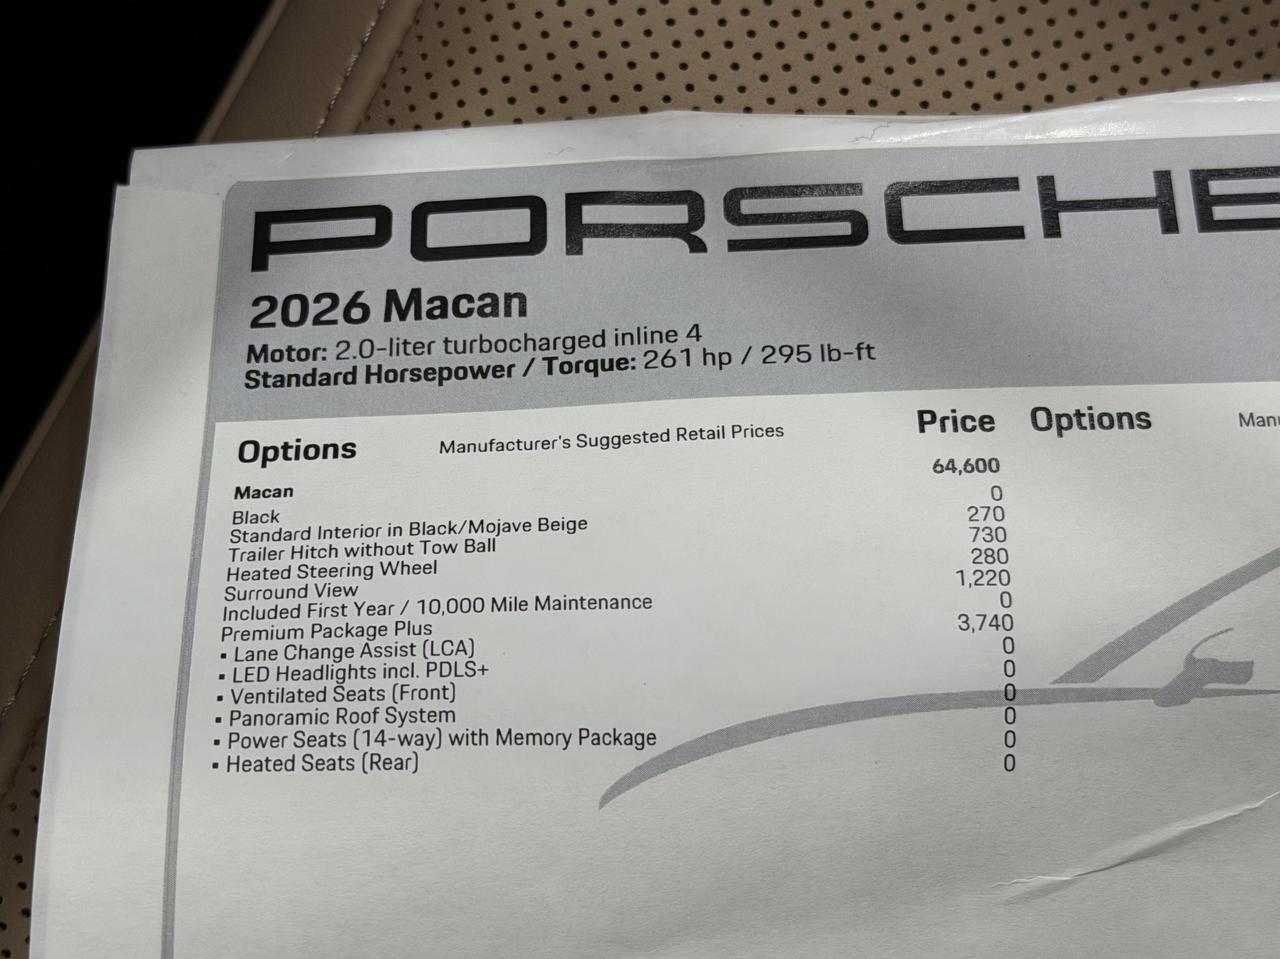 PORSCHE
2026 Macan
Motor: 2.0-liter turbocharged inline 4
Standard Horsepower / Torque: 261 hp / 295 lb-ft
Options Manufacturer's Suggested Retail Prices Price Options
Macan 64,600
Black 0
Standard Interior in Black/Mojave Beige 270
Trailer Hitch without Tow Ball 730
Heated Steering Wheel 280
Surround View 1,220
Included First Year / 10,000 Mile Maintenance 0
Premium Package Plus 3,740
▪ Lane Change Assist (LCA) 0
▪ LED Headlights incl. PDLS+ 0
▪ Ventilated Seats (Front) 0
▪ Panoramic Roof System 0
▪ Power Seats (14-way) with Memory Package 0
▪ Heated Seats (Rear) 0